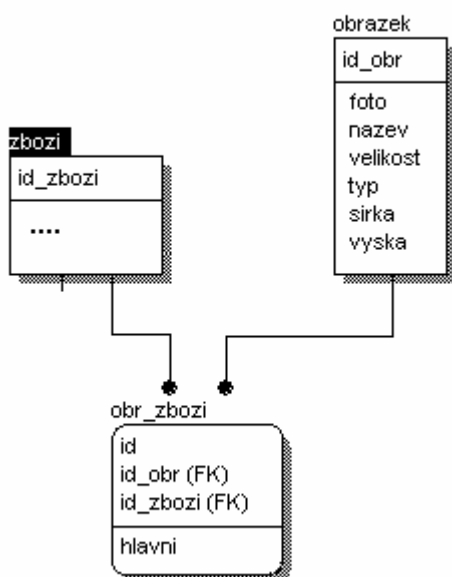 obrazek
id_obr
foto
nazev
velikost
typ
sirka
vyska
zbozi
id_zbozi
....
obr_zbozi
id
id_obr (FK)
id_zbozi (FK)
hlavni